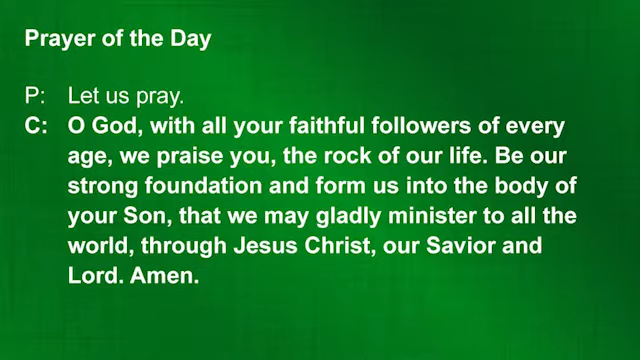 Prayer of the Day
P: Let us pray.
C: O God, with all your faithful followers of every
age, we praise you, the rock of our life. Be our
strong foundation and form us into the body of
your Son, that we may gladly minister to all the
world, through Jesus Christ, our Savior and
Lord. Amen.